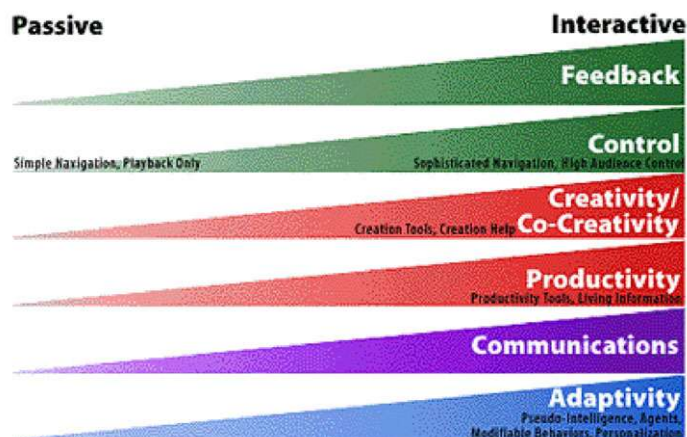 Passive Interactive
Feedback
Control
Simple Navigation, Playback Only Sophisticated Navigation, High Audience Control
Creativity/
Creation Tools, Creation Help Co-Creativity
Productivity
Productivity Tools, Living Information
Communications
Adaptivity
Pseudo-Intelligence, Agents,
Modifiable Behaviors, Personalization